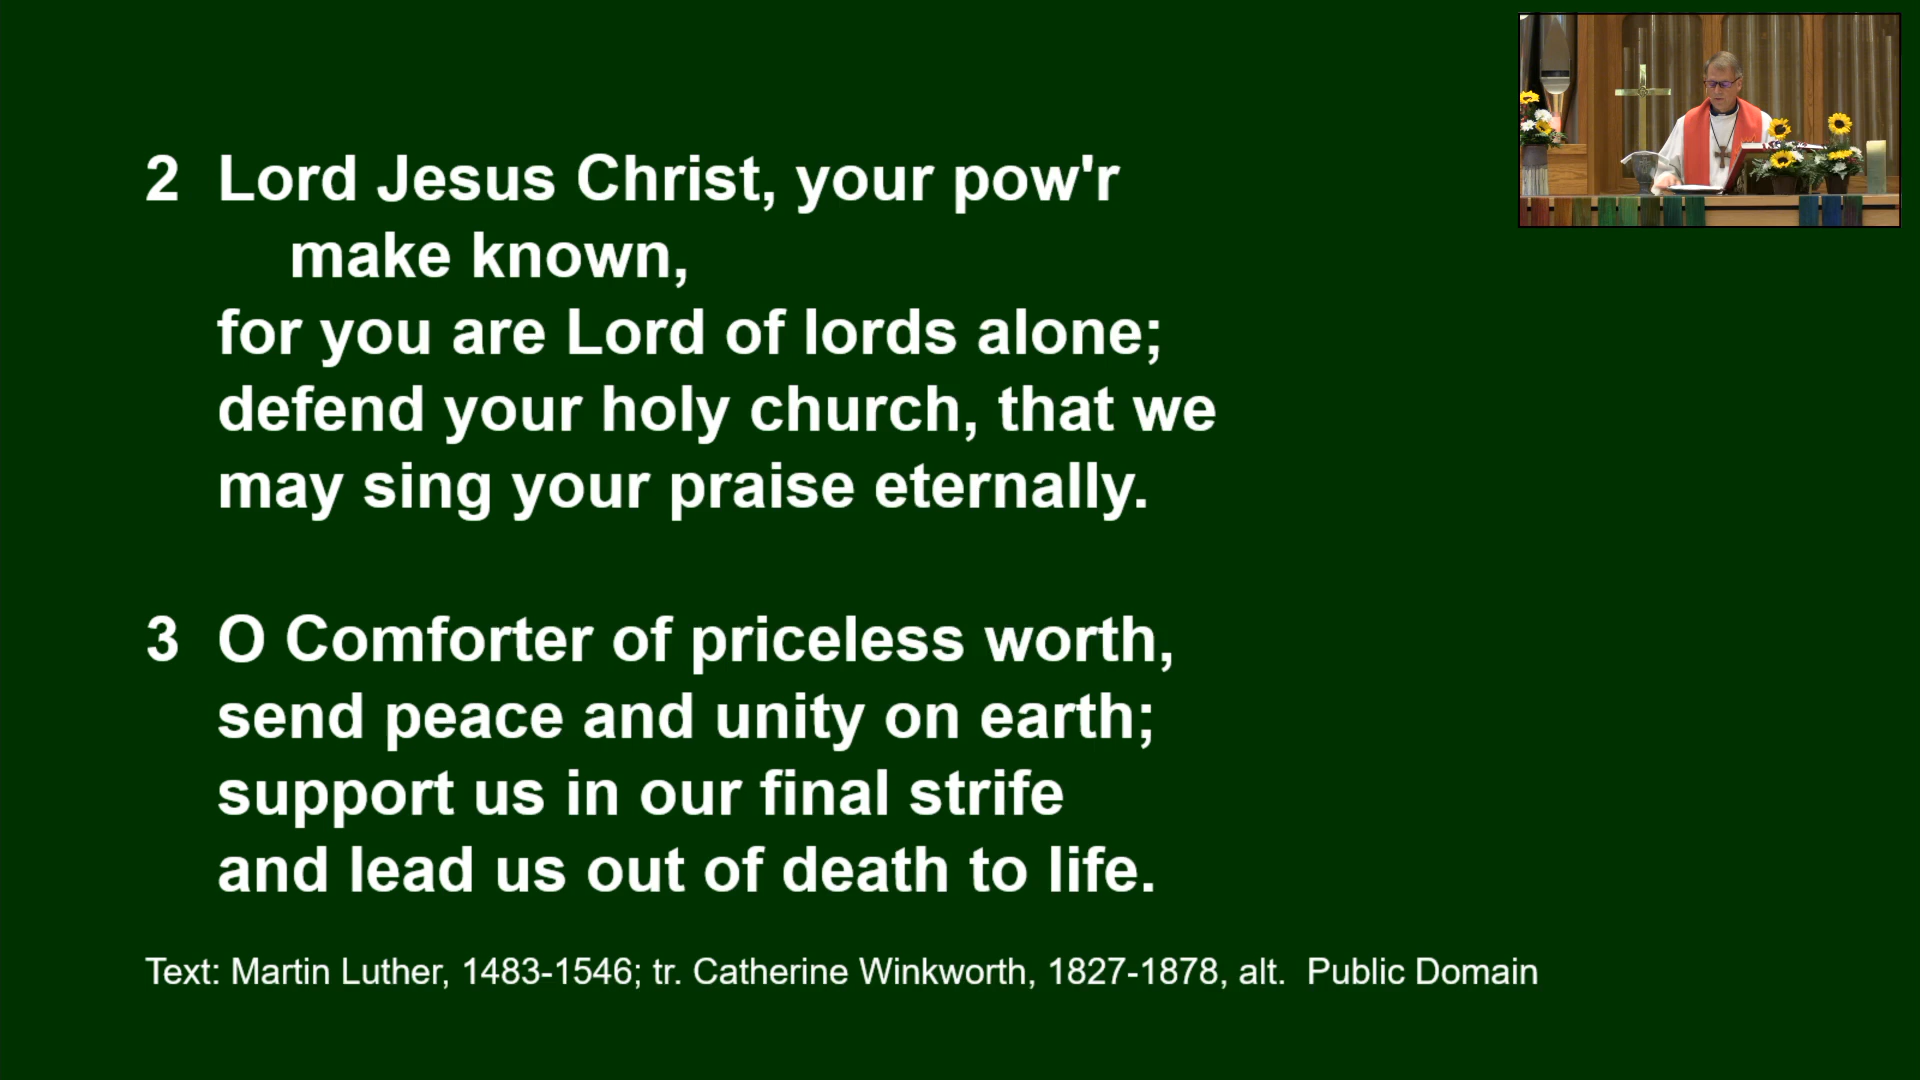 2 Lord Jesus Christ, your pow'r
make known,
for you are Lord of lords alone;
defend your holy church, that we
may sing your praise eternally.
3 O Comforter of priceless worth,
send peace and unity on earth;
support us in our final strife
and lead us out of death to life.
Text: Martin Luther, 1483-1546; tr. Catherine Winkworth, 1827-1878, alt. Public Domain